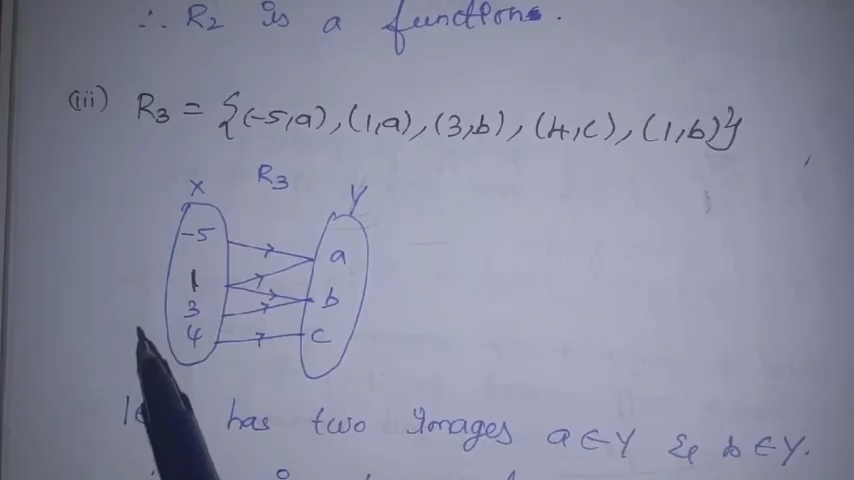 ∴ R2 is a function.
(iii) R3 = {(-5,a), (1,a), (3,b), (4,c), (1,b)}
R3
X Y
-5 a
1
3 b
4 c
has two Images a∈Y & b∈Y.